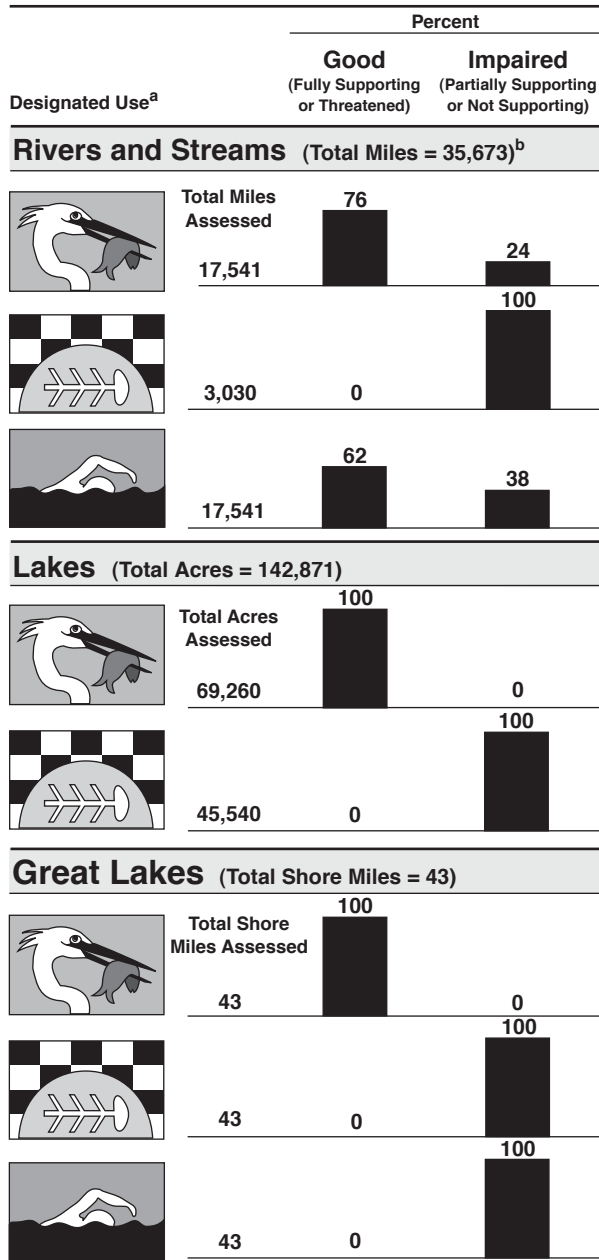 Percent
Good
Impaired
(Fully Supporting
(Partially Supporting
Designated Useᵃ
or Threatened)
or Not Supporting)
Rivers and Streams (Total Miles = 35,673)ᵇ
Total Miles
Assessed
76
17,541
24
3,030
0
100
17,541
62
38
Lakes (Total Acres = 142,871)
Total Acres
Assessed
100
69,260
0
45,540
0
100
Great Lakes (Total Shore Miles = 43)
Total Shore
Miles Assessed
100
43
0
43
0
100
43
0
100